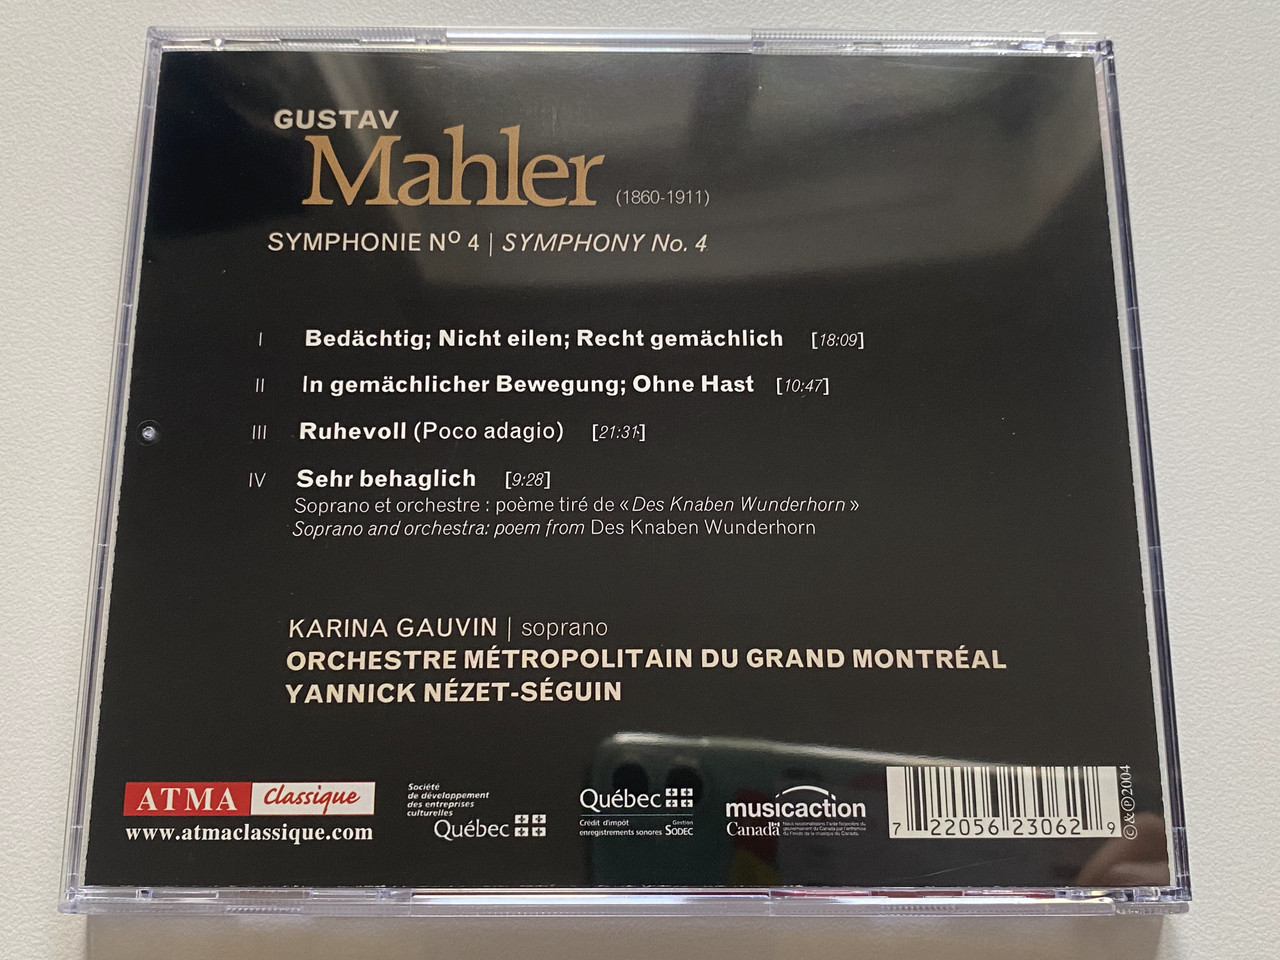 GUSTAV
Mahler (1860-1911)
SYMPHONIE Nº 4 | SYMPHONY No. 4
I Bedächtig; Nicht eilen; Recht gemächlich [18:09]
II In gemächlicher Bewegung; Ohne Hast [10:47]
III Ruhevoll (Poco adagio) [21:31]
IV Sehr behaglich [9:28]
Soprano et orchestre : poème tiré de « Des Knaben Wunderhorn »
Soprano and orchestra: poem from Des Knaben Wunderhorn
KARINA GAUVIN | soprano
ORCHESTRE MÉTROPOLITAIN DU GRAND MONTRÉAL
YANNICK NÉZET-SÉGUIN
ATMA Classique
www.atmaclassique.com
Société
de développement
des entreprises
culturelles
Québec
Québec
Crédit d'impôt
enregistrements sonores
Gestion
SODEC
musicaction
Canada
7 22056 23062 9
©&℗2004